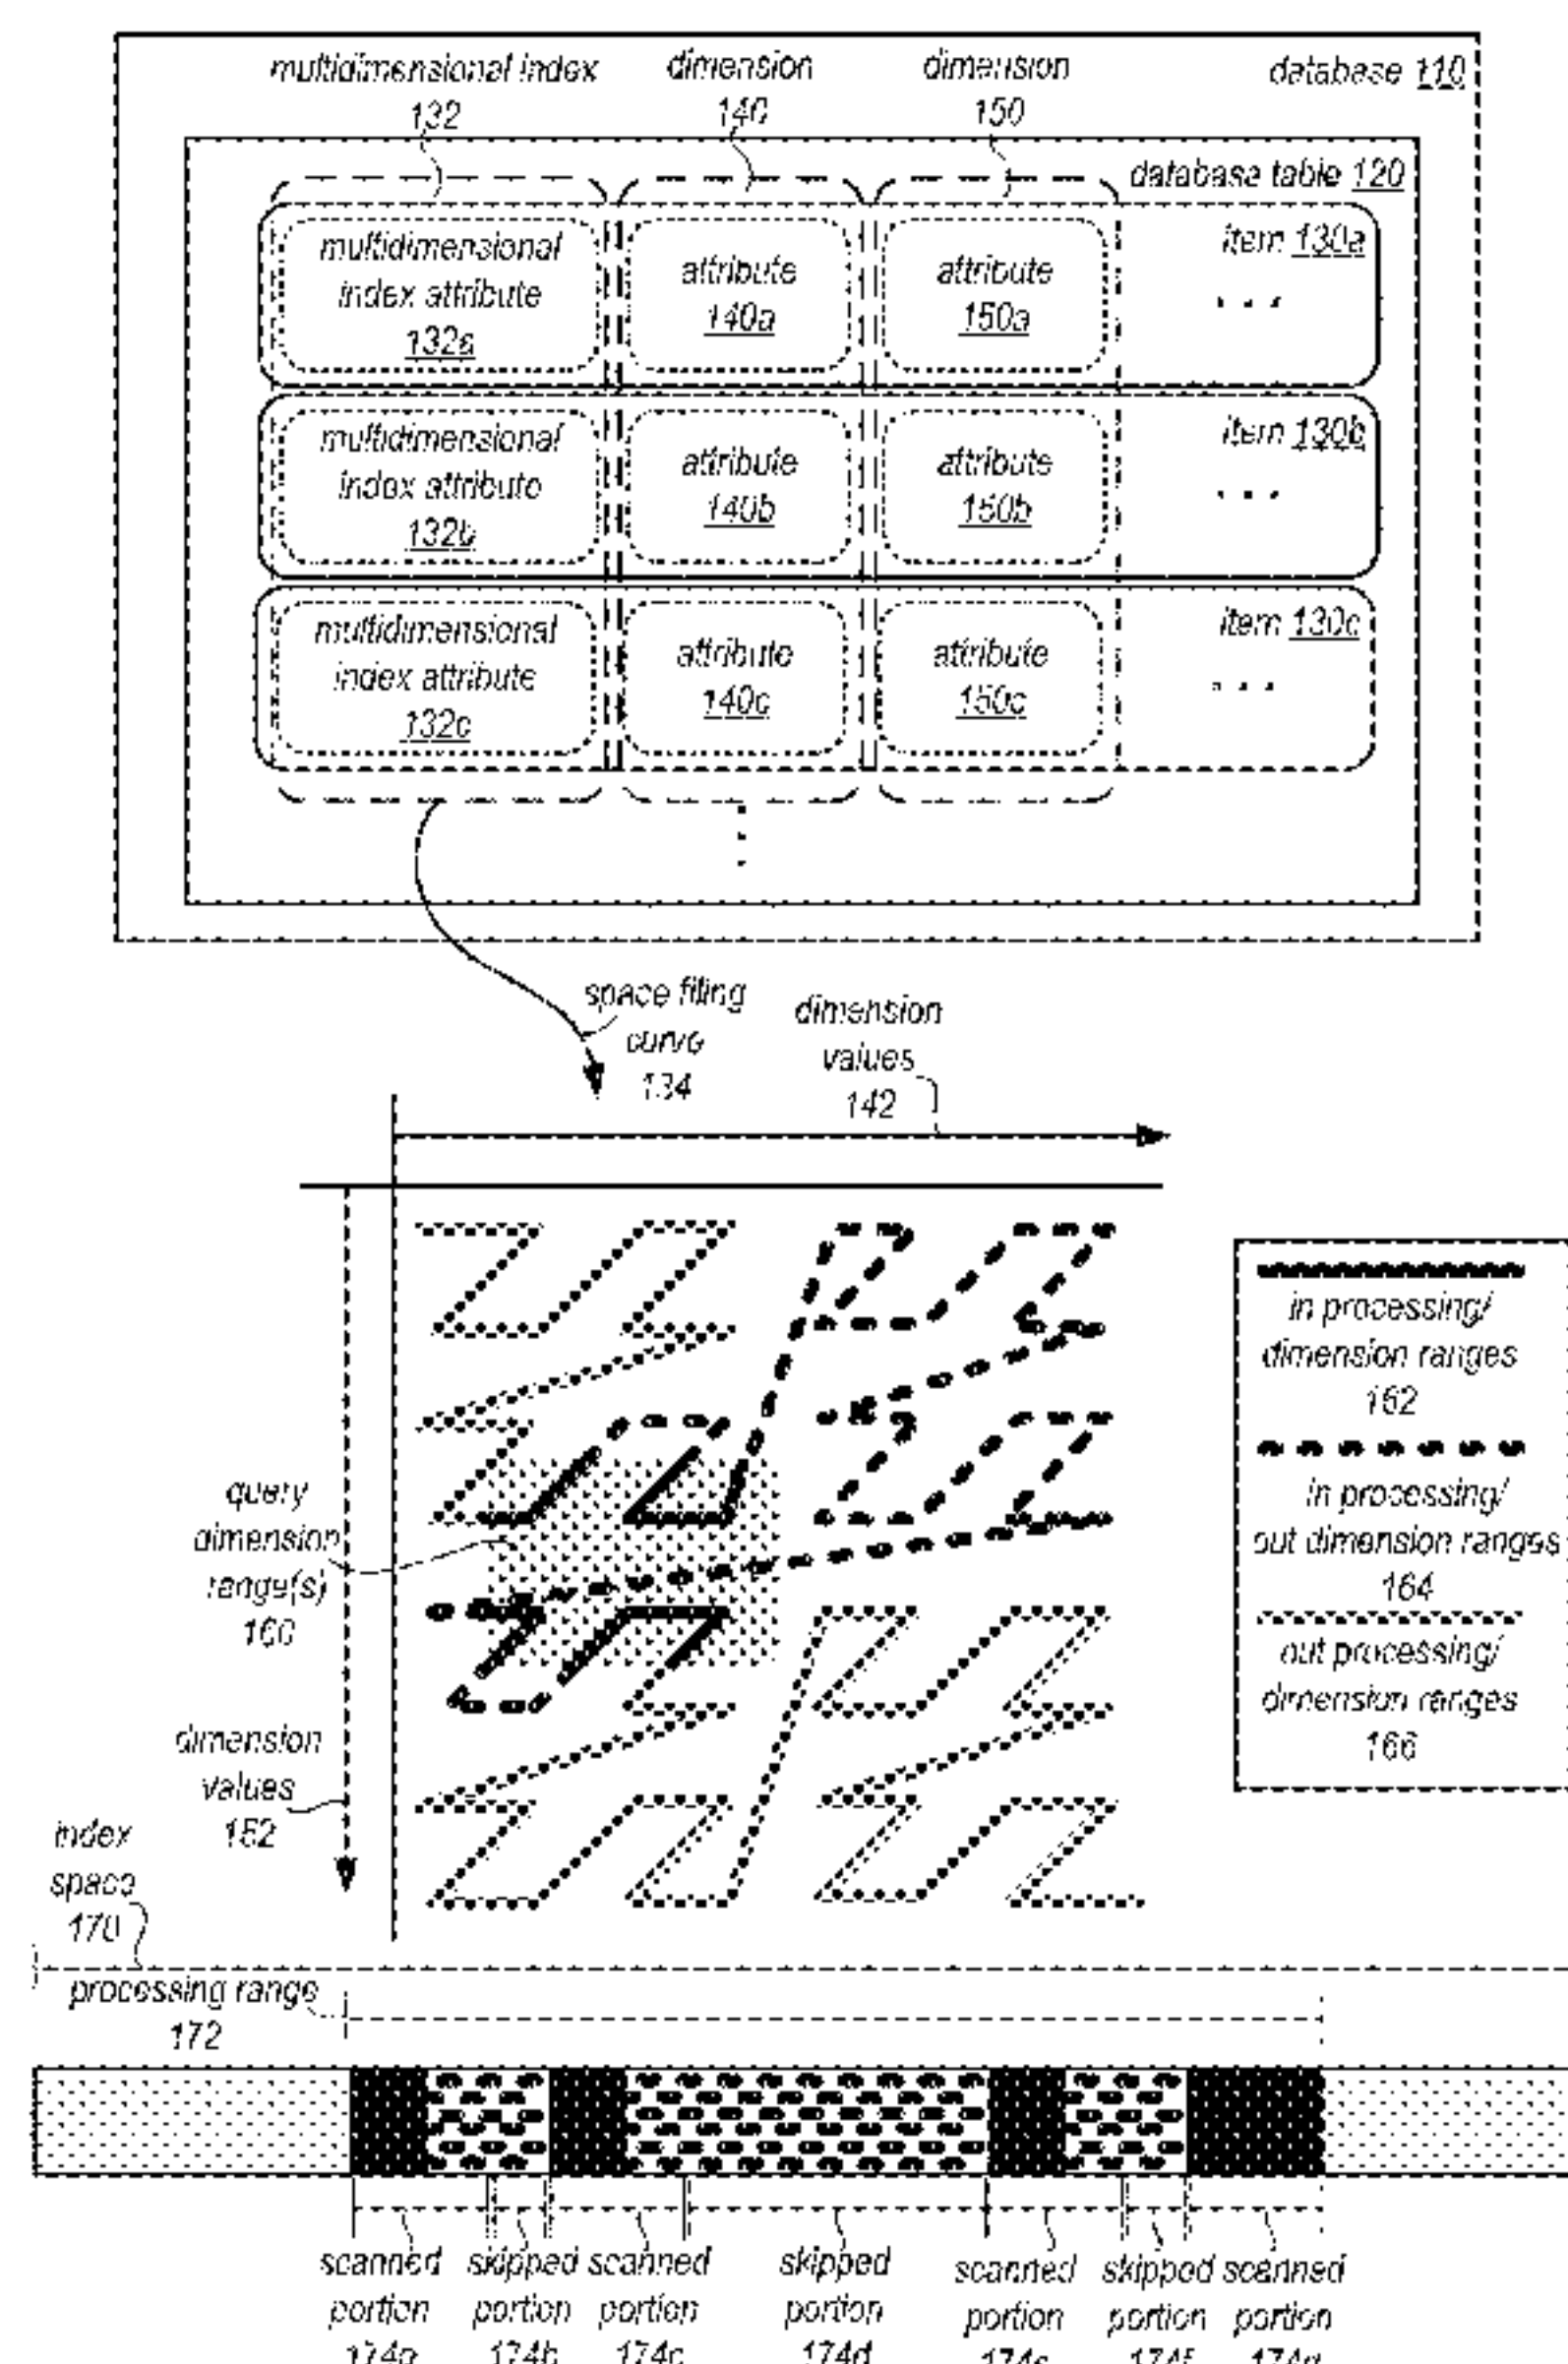 multidimensional index
132
dimension
140
dimension
150
database 110
database table 120
multidimensional
index attribute
132a
attribute
140a
attribute
150a
item 130a
. . .
multidimensional
index attribute
132b
attribute
140b
attribute
150b
item 130b
. . .
multidimensional
index attribute
132c
attribute
140c
attribute
150c
item 130c
. . .
space filing
curve
134
dimension
values
142
query
dimension
range(s)
160
dimension
values
152
in processing/
dimension ranges
162
in processing/
out dimension ranges
164
out processing/
dimension ranges
166
index
space
170
processing range
172
scanned
portion
174a
skipped
portion
174b
scanned
portion
174c
skipped
portion
174d
scanned
portion
174e
skipped
portion
174f
scanned
portion
174g